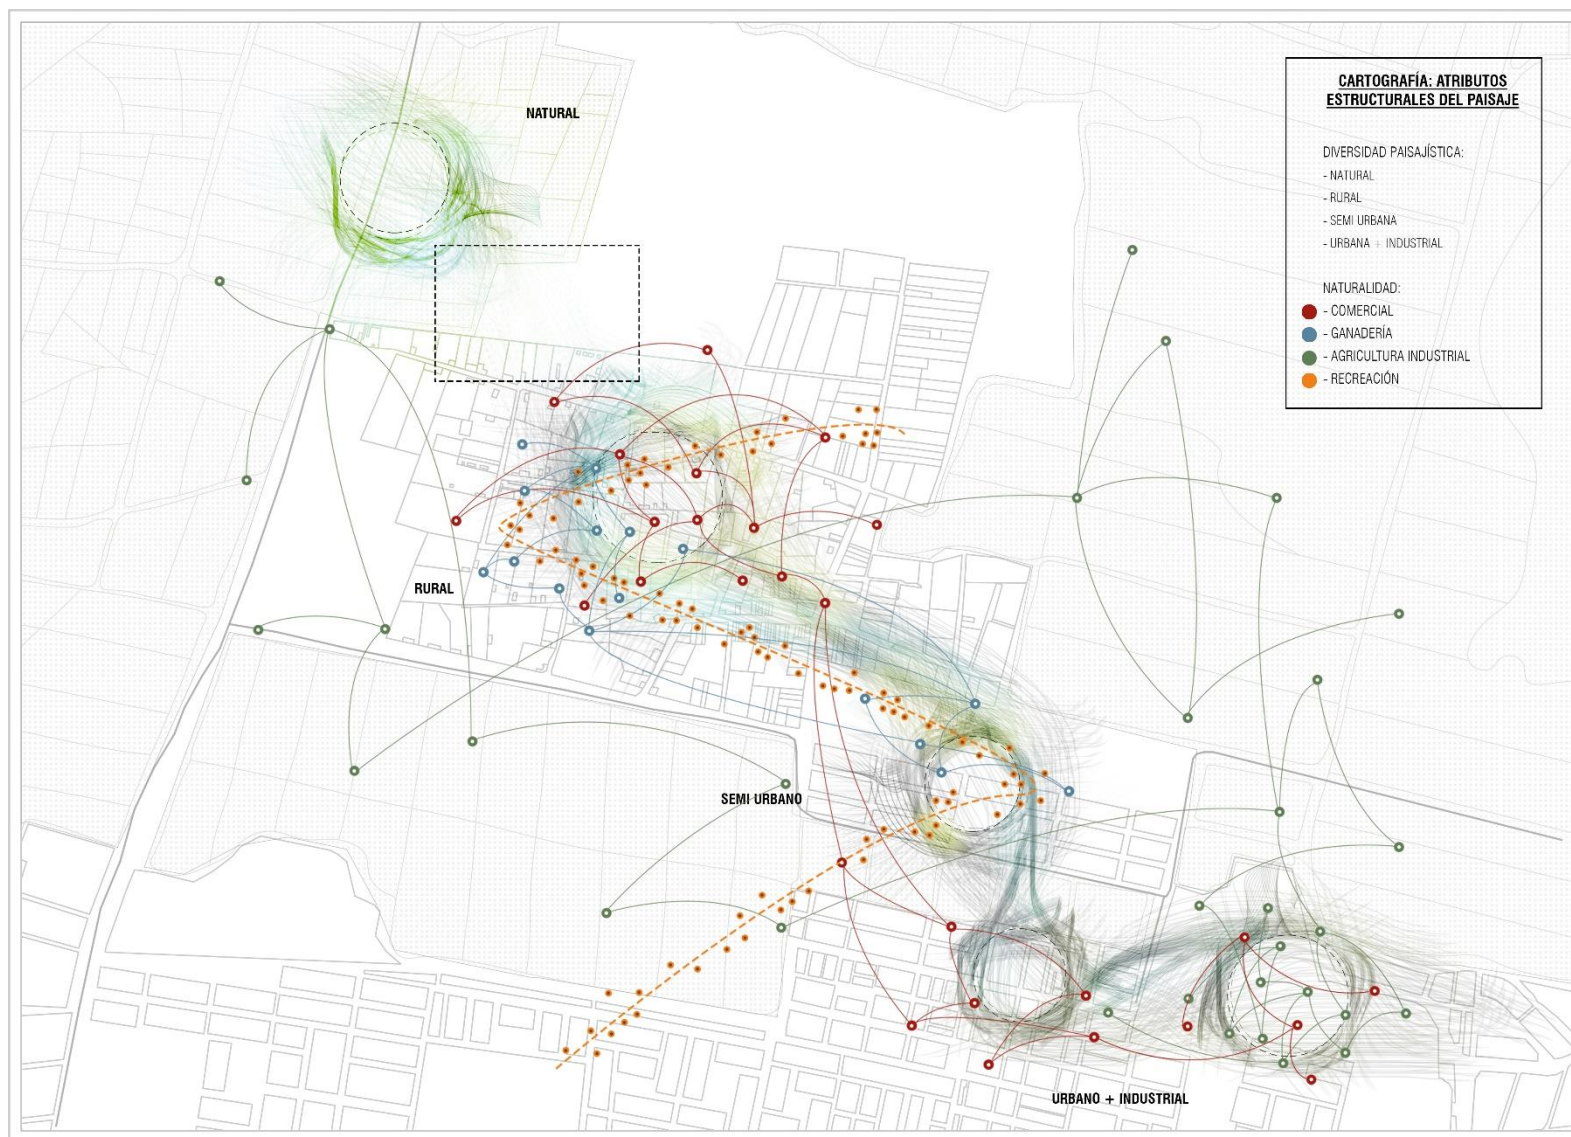 NATURAL
CARTOGRAFÍA: ATRIBUTOS
ESTRUCTURALES DEL PAISAJE
DIVERSIDAD PAISAJÍSTICA:
- NATURAL
- RURAL
- SEMI URBANA
- URBANA + INDUSTRIAL
NATURALIDAD:
- COMERCIAL
- GANADERÍA
- AGRICULTURA INDUSTRIAL
- RECREACIÓN
RURAL
SEMI URBANO
URBANO + INDUSTRIAL